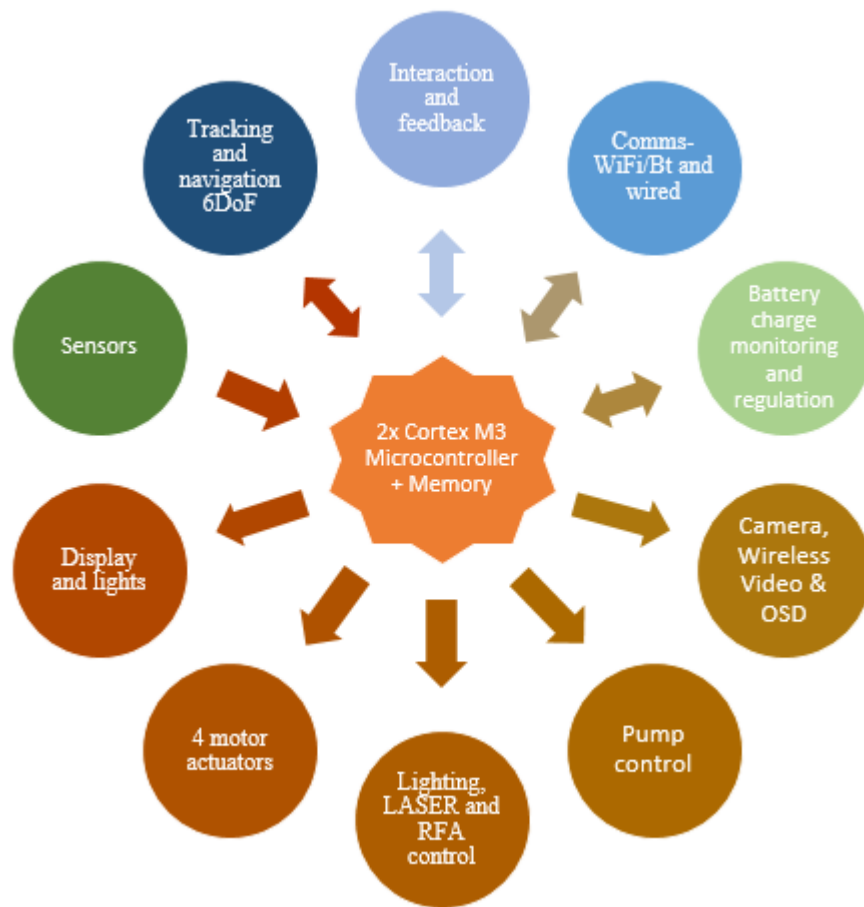 Interaction
and
feedback
Tracking
and
navigation
6DoF
Comms-
WiFi/Bt and
wired
Sensors
Battery
charge
monitoring
and
regulation
2x Cortex M3
Microcontroller
+ Memory
Display
and lights
Camera,
Wireless
Video &
OSD
4 motor
actuators
Pump
control
Lighting,
LASER and
RFA
control